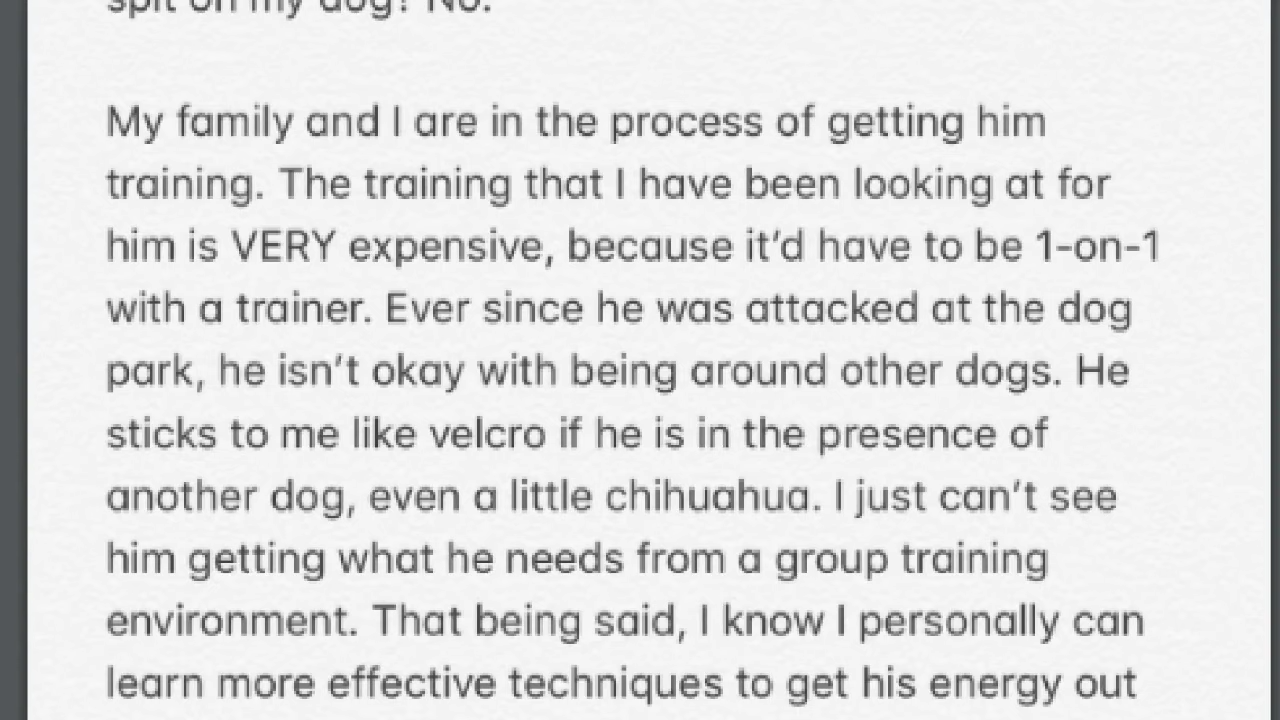 spit on my dog? No.
My family and I are in the process of getting him
training. The training that I have been looking at for
him is VERY expensive, because it’d have to be 1-on-1
with a trainer. Ever since he was attacked at the dog
park, he isn’t okay with being around other dogs. He
sticks to me like velcro if he is in the presence of
another dog, even a little chihuahua. I just can’t see
him getting what he needs from a group training
environment. That being said, I know I personally can
learn more effective techniques to get his energy out